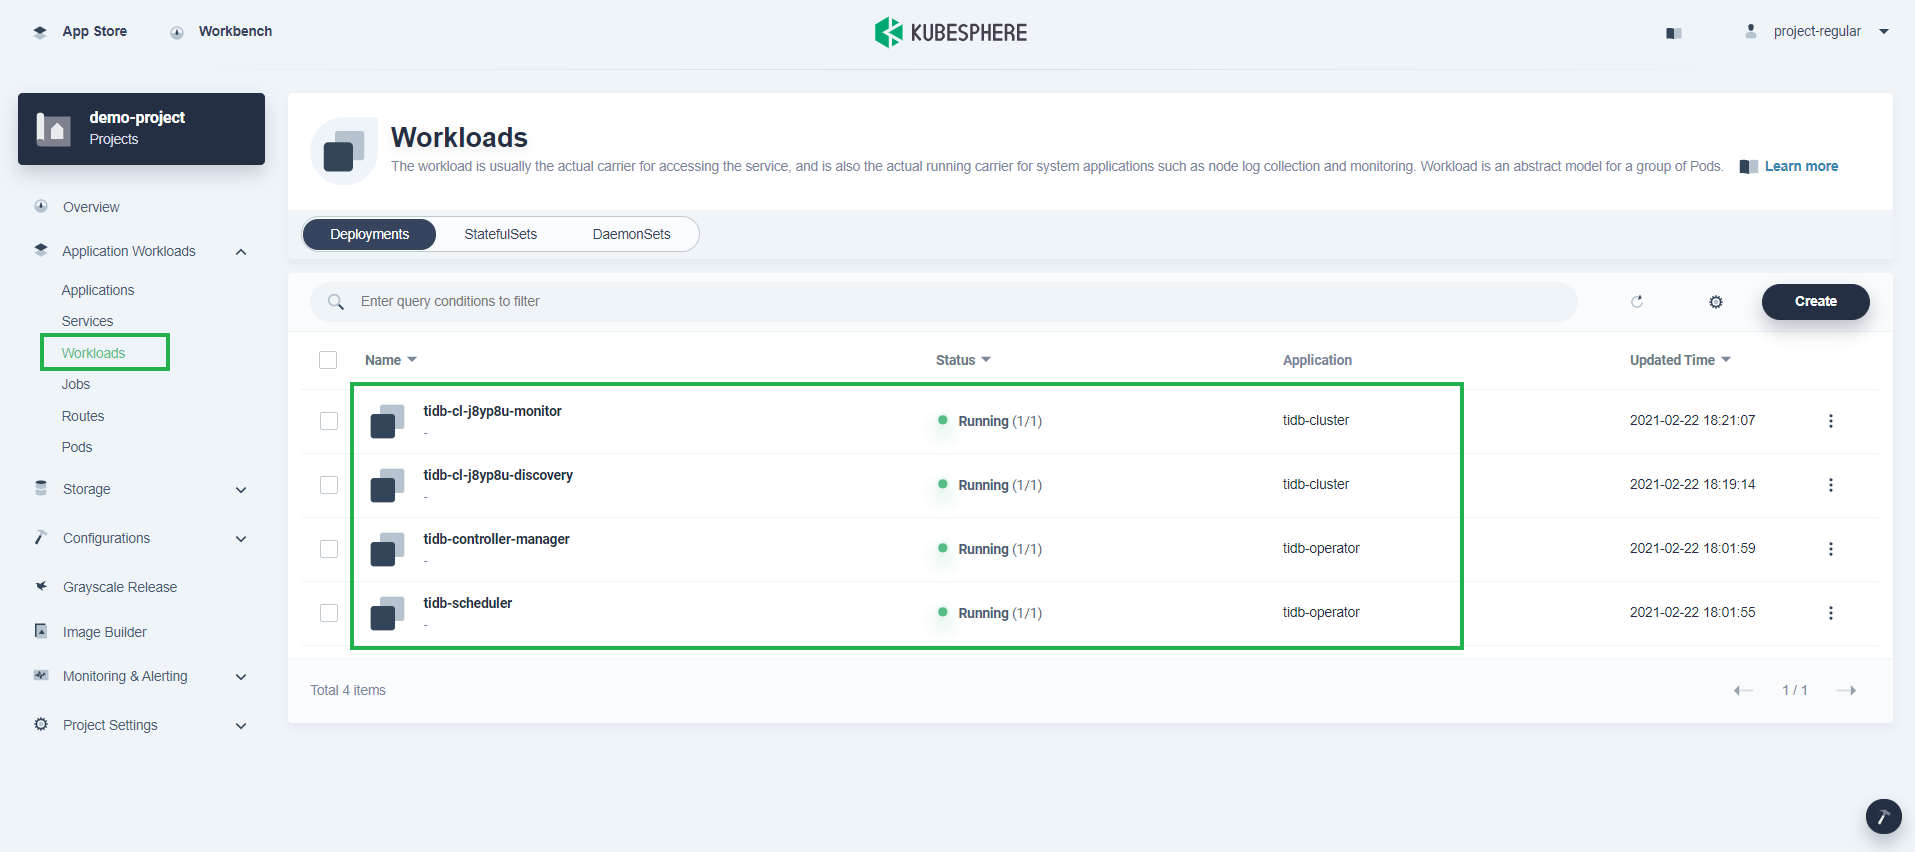 App Store
Workbench
KUBESPHERE
project-regular
demo-project
Projects
Overview
Application Workloads
Applications
Services
Workloads
Jobs
Routes
Pods
Storage
Configurations
Grayscale Release
Image Builder
Monitoring & Alerting
Project Settings
Workloads
The workload is usually the actual carrier for accessing the service, and is also the actual running carrier for system applications such as node log collection and monitoring. Workload is an abstract model for a group of Pods. Learn more
Deployments StatefulSets DaemonSets
Enter query conditions to filter
Create
Name Status Application Updated Time
tidb-cl-j8yp8u-monitor
-
Running (1/1) tidb-cluster 2021-02-22 18:21:07
tidb-cl-j8yp8u-discovery
-
Running (1/1) tidb-cluster 2021-02-22 18:19:14
tidb-controller-manager
-
Running (1/1) tidb-operator 2021-02-22 18:01:59
tidb-scheduler
-
Running (1/1) tidb-operator 2021-02-22 18:01:55
Total 4 items
1 / 1